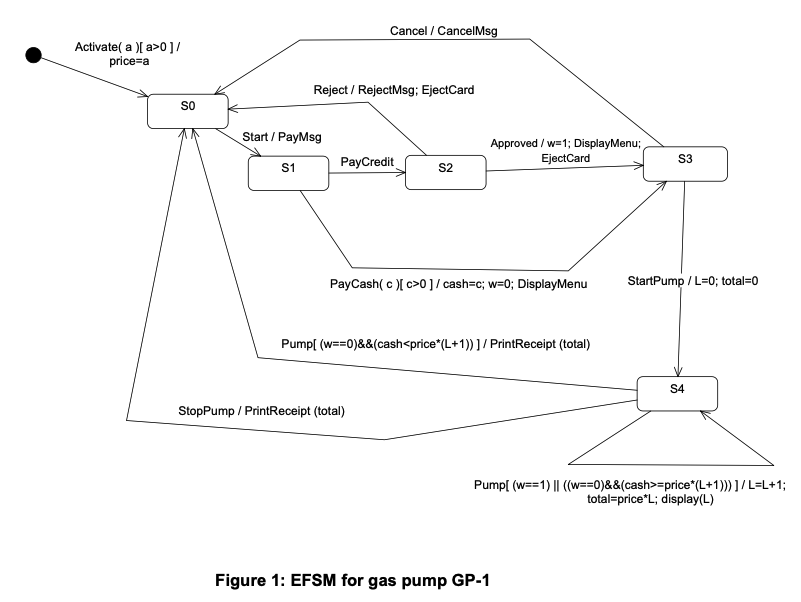 Cancel / CancelMsg
Activate( a )[ a>0 ] /
price=a
Reject / RejectMsg; EjectCard
S0
Start / PayMsg
Approved / w=1; DisplayMenu;
EjectCard
PayCredit
S1
S2
S3
PayCash( c )[ c>0 ] / cash=c; w=0; DisplayMenu
StartPump / L=0; total=0
Pump[ (w==0)&&(cash<price*(L+1)) ] / PrintReceipt (total)
S4
StopPump / PrintReceipt (total)
Pump[ (w==1) || ((w==0)&&(cash>=price*(L+1))) ] / L=L+1;
total=price*L; display(L)
Figure 1: EFSM for gas pump GP-1